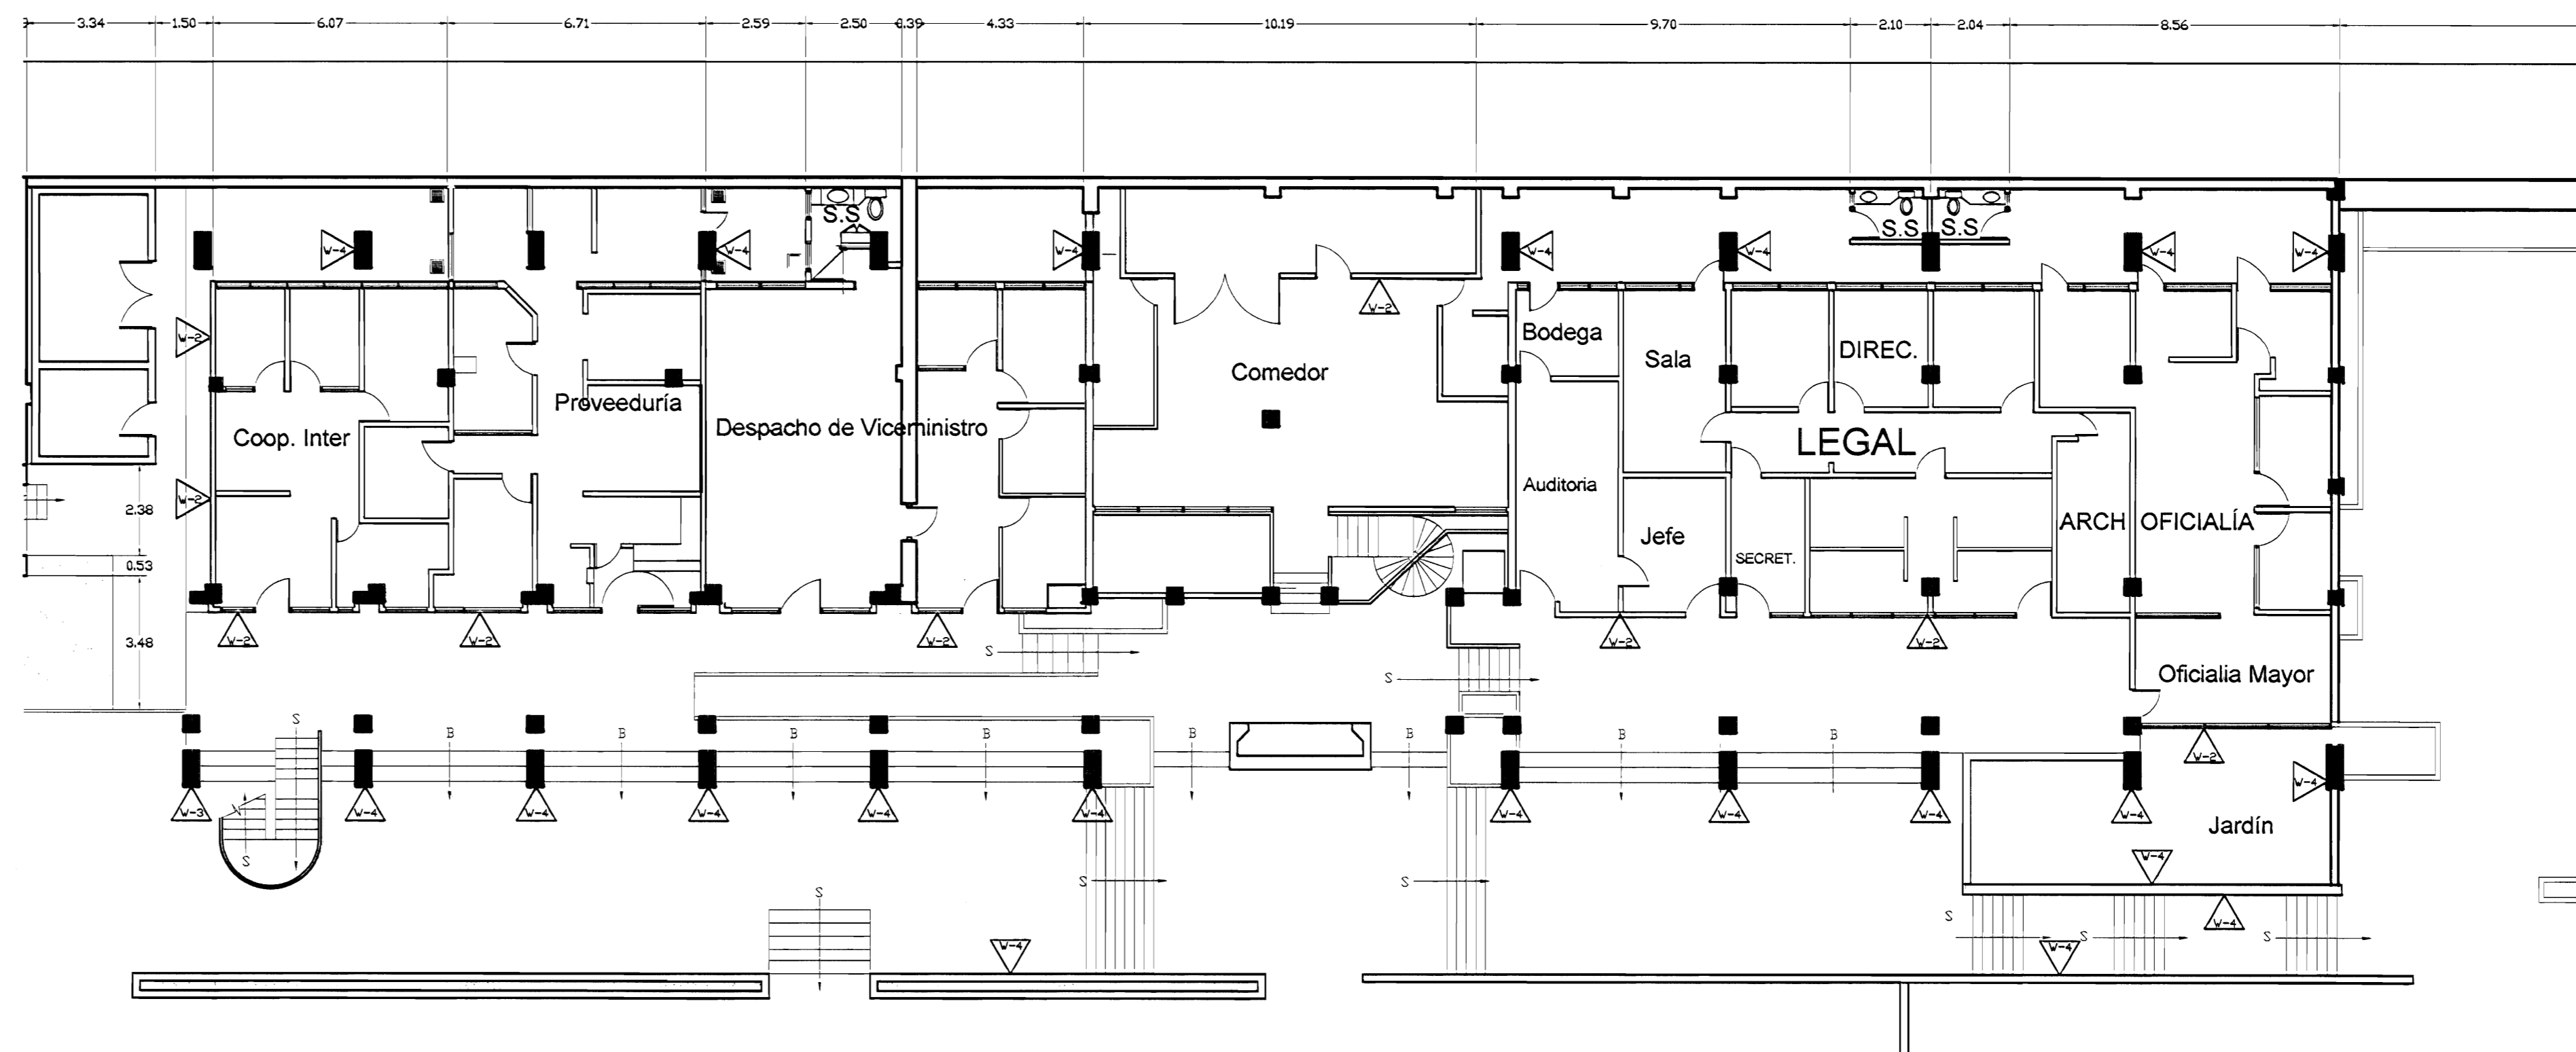 3.34 1.50 6.07 6.71 2.59 2.50 0.39 4.33 10.19 9.70 2.10 2.04 8.56
S.S S.S S.S
W-4 W-4 W-4 W-4 W-4 W-4 W-4
W-2 W-2
Bodega
W-2
Sala DIREC.
Comedor
Proveeduría
Despacho de Viceministro
Coop. Inter LEGAL
Auditoria
W-2
2.38
ARCH OFICIALÍA
Jefe
SECRET.
0.53
W-2 W-2 W-2 W-2 W-2
3.48
S
Oficialia Mayor
S
S
B B B B B B B B
W-2
W-4
W-3 W-4 W-4 W-4 W-4 W-4 W-4 W-4 W-4 W-4
Jardín
S
W-4
S S
S
S
W-4
S S
W-4 W-4